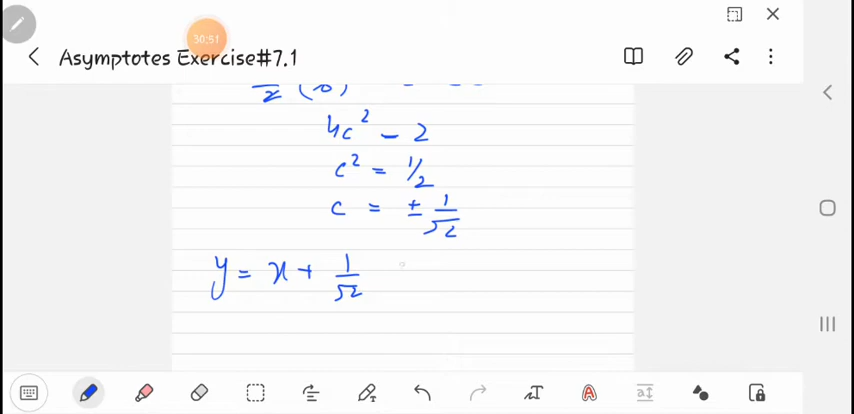 30:51
Asymptotes Exercise#7.1
4c² - 2
c² = 1/2
c = ± 1/√2
y = x + 1/√2